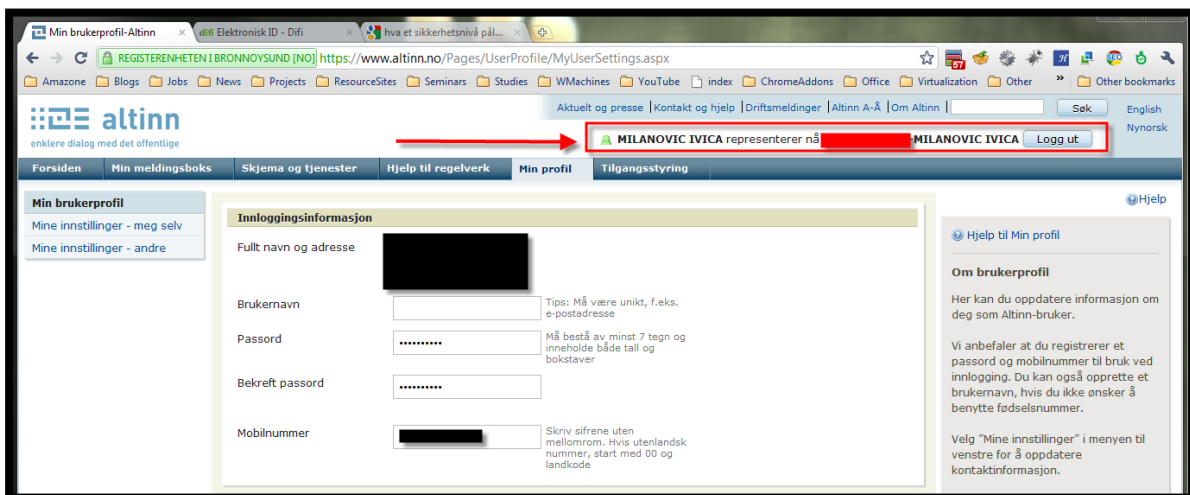 Min brukerprofil-Altinn
difi Elektronisk ID - Difi
hva et sikkerhetsnivå pål...
REGISTERENHETEN I BRONNOYSUND [NO] https://www.altinn.no/Pages/UserProfile/MyUserSettings.aspx
57
Amazone Blogs Jobs News Projects ResourceSites Seminars Studies WMachines YouTube index ChromeAddons Office Virtualization Other » Other bookmarks
altinn
enklere dialog med det offentlige
Aktuelt og presse | Kontakt og hjelp | Driftsmeldinger | Altinn A-Å | Om Altinn | Søk
English
Nynorsk
MILANOVIC IVICA representerer nå -MILANOVIC IVICA Logg ut
Forsiden Min meldingsboks Skjema og tjenester Hjelp til regelverk Min profil Tilgangsstyring
Min brukerprofil
Mine innstillinger - meg selv
Mine innstillinger - andre
Innloggingsinformasjon
Fullt navn og adresse
Brukernavn
Tips: Må være unikt, f.eks.
e-postadresse
Passord
Må bestå av minst 7 tegn og
inneholde både tall og
bokstaver
Bekreft passord
Mobilnummer
Skriv sifrene uten
mellomrom. Hvis utenlandsk
nummer, start med 00 og
landkode
Hjelp
Hjelp til Min profil
Om brukerprofil
Her kan du oppdatere informasjon om
deg som Altinn-bruker.
Vi anbefaler at du registrerer et
passord og mobilnummer til bruk ved
innlogging. Du kan også opprette et
brukernavn, hvis du ikke ønsker å
benytte fødselsnummer.
Velg "Mine innstillinger" i menyen til
venstre for å oppdatere
kontaktinformasjon.